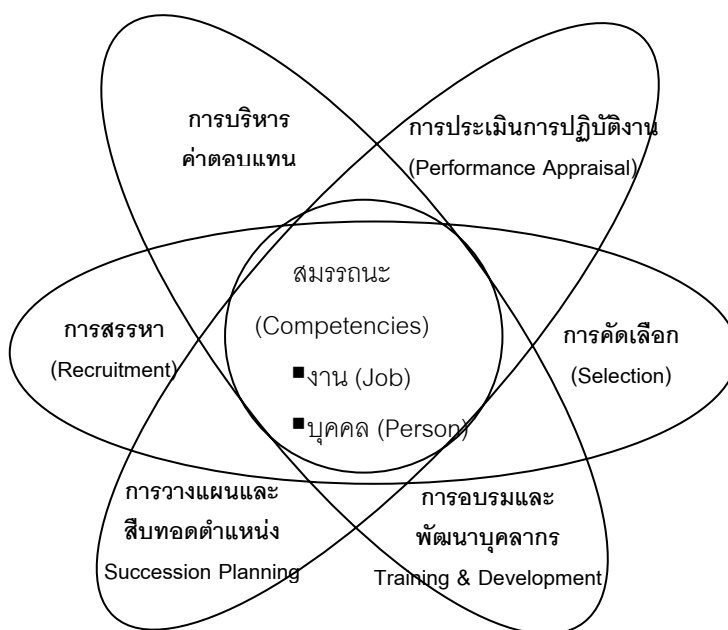 การบริหาร
ค่าตอบแทน
การประเมินการปฏิบัติงาน
(Performance Appraisal)
สมรรถนะ
(Competencies)
■งาน (Job)
■บุคคล (Person)
การสรรหา
(Recruitment)
การคัดเลือก
(Selection)
การวางแผนและ
สืบทอดตำแหน่ง
Succession Planning
การอบรมและ
พัฒนาบุคลากร
Training & Development